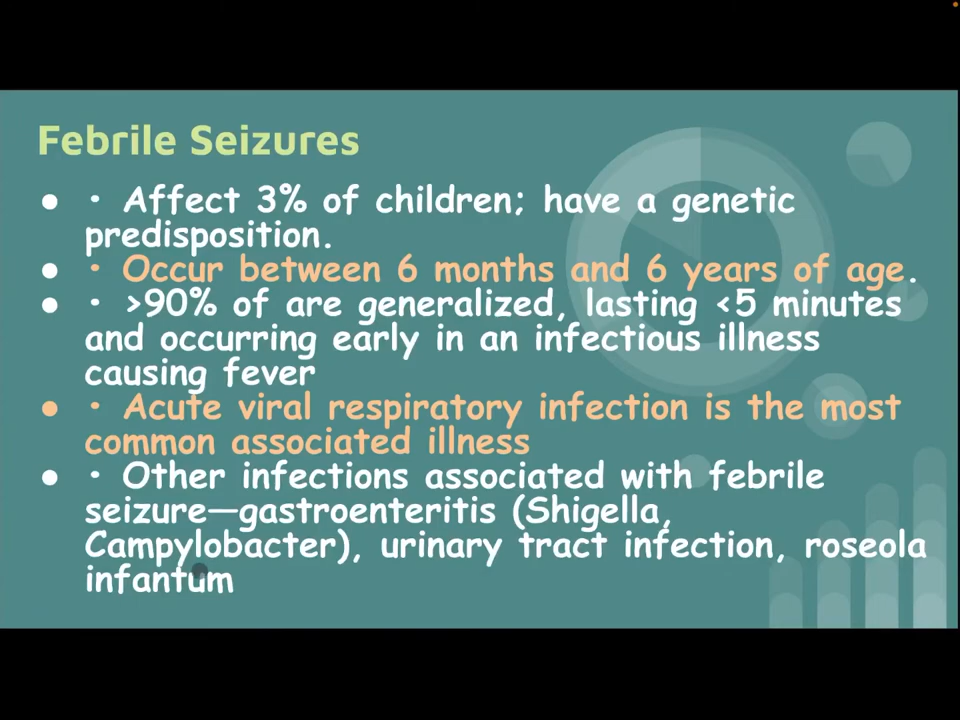 Febrile Seizures
● • Affect 3% of children; have a genetic
predisposition.
● • Occur between 6 months and 6 years of age.
● • >90% of are generalized, lasting <5 minutes
and occurring early in an infectious illness
causing fever
● • Acute viral respiratory infection is the most
common associated illness
● • Other infections associated with febrile
seizure—gastroenteritis (Shigella,
Campylobacter), urinary tract infection, roseola
infantum